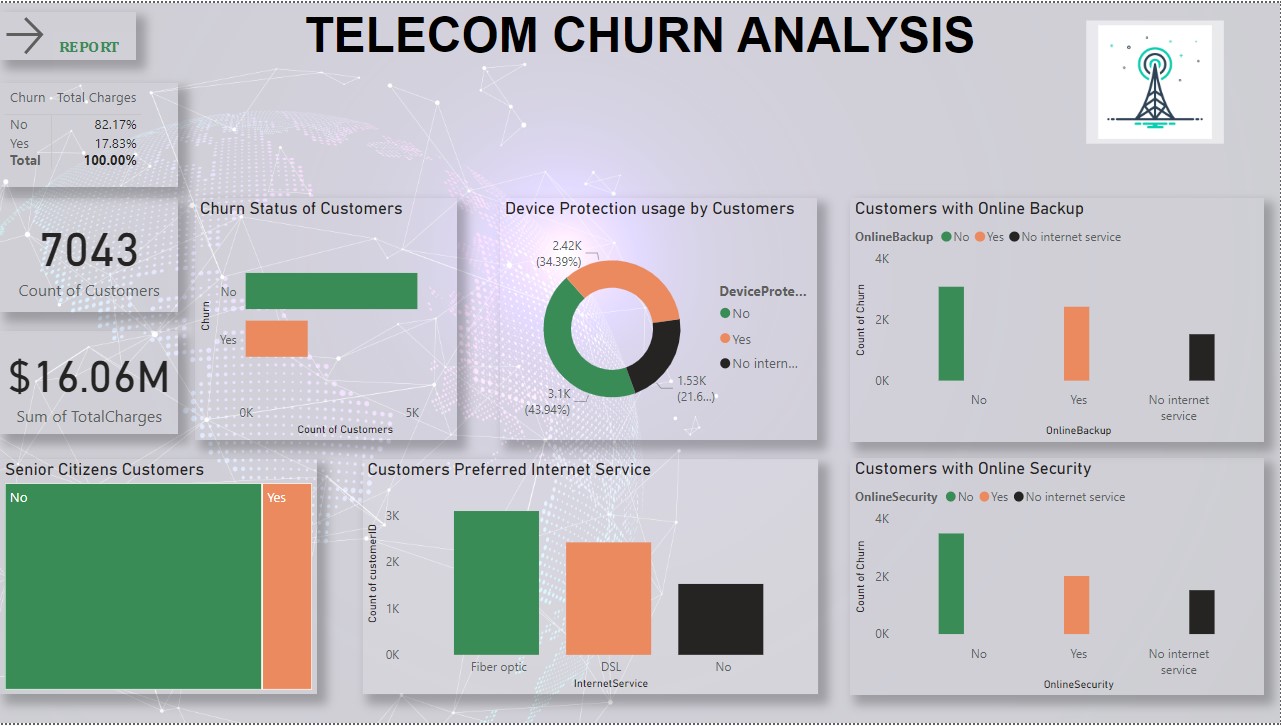 TELECOM CHURN ANALYSIS
REPORT
Churn Total Charges
No 82.17%
Yes 17.83%
Total 100.00%
7043
Count of Customers
$16.06M
Sum of TotalCharges
Churn Status of Customers
Churn
No
Yes
0K 5K
Count of Customers
Device Protection usage by Customers
2.42K
(34.39%)
3.1K
(43.94%)
1.53K
(21.6...)
DeviceProte...
No
Yes
No intern...
Customers with Online Backup
OnlineBackup No Yes No internet service
Count of Churn
4K
2K
0K
No Yes No internet
service
OnlineBackup
Senior Citizens Customers
No Yes
Customers Preferred Internet Service
Count of customerID
3K
2K
1K
0K
Fiber optic DSL No
InternetService
Customers with Online Security
OnlineSecurity No Yes No internet service
Count of Churn
4K
2K
0K
No Yes No internet
service
OnlineSecurity